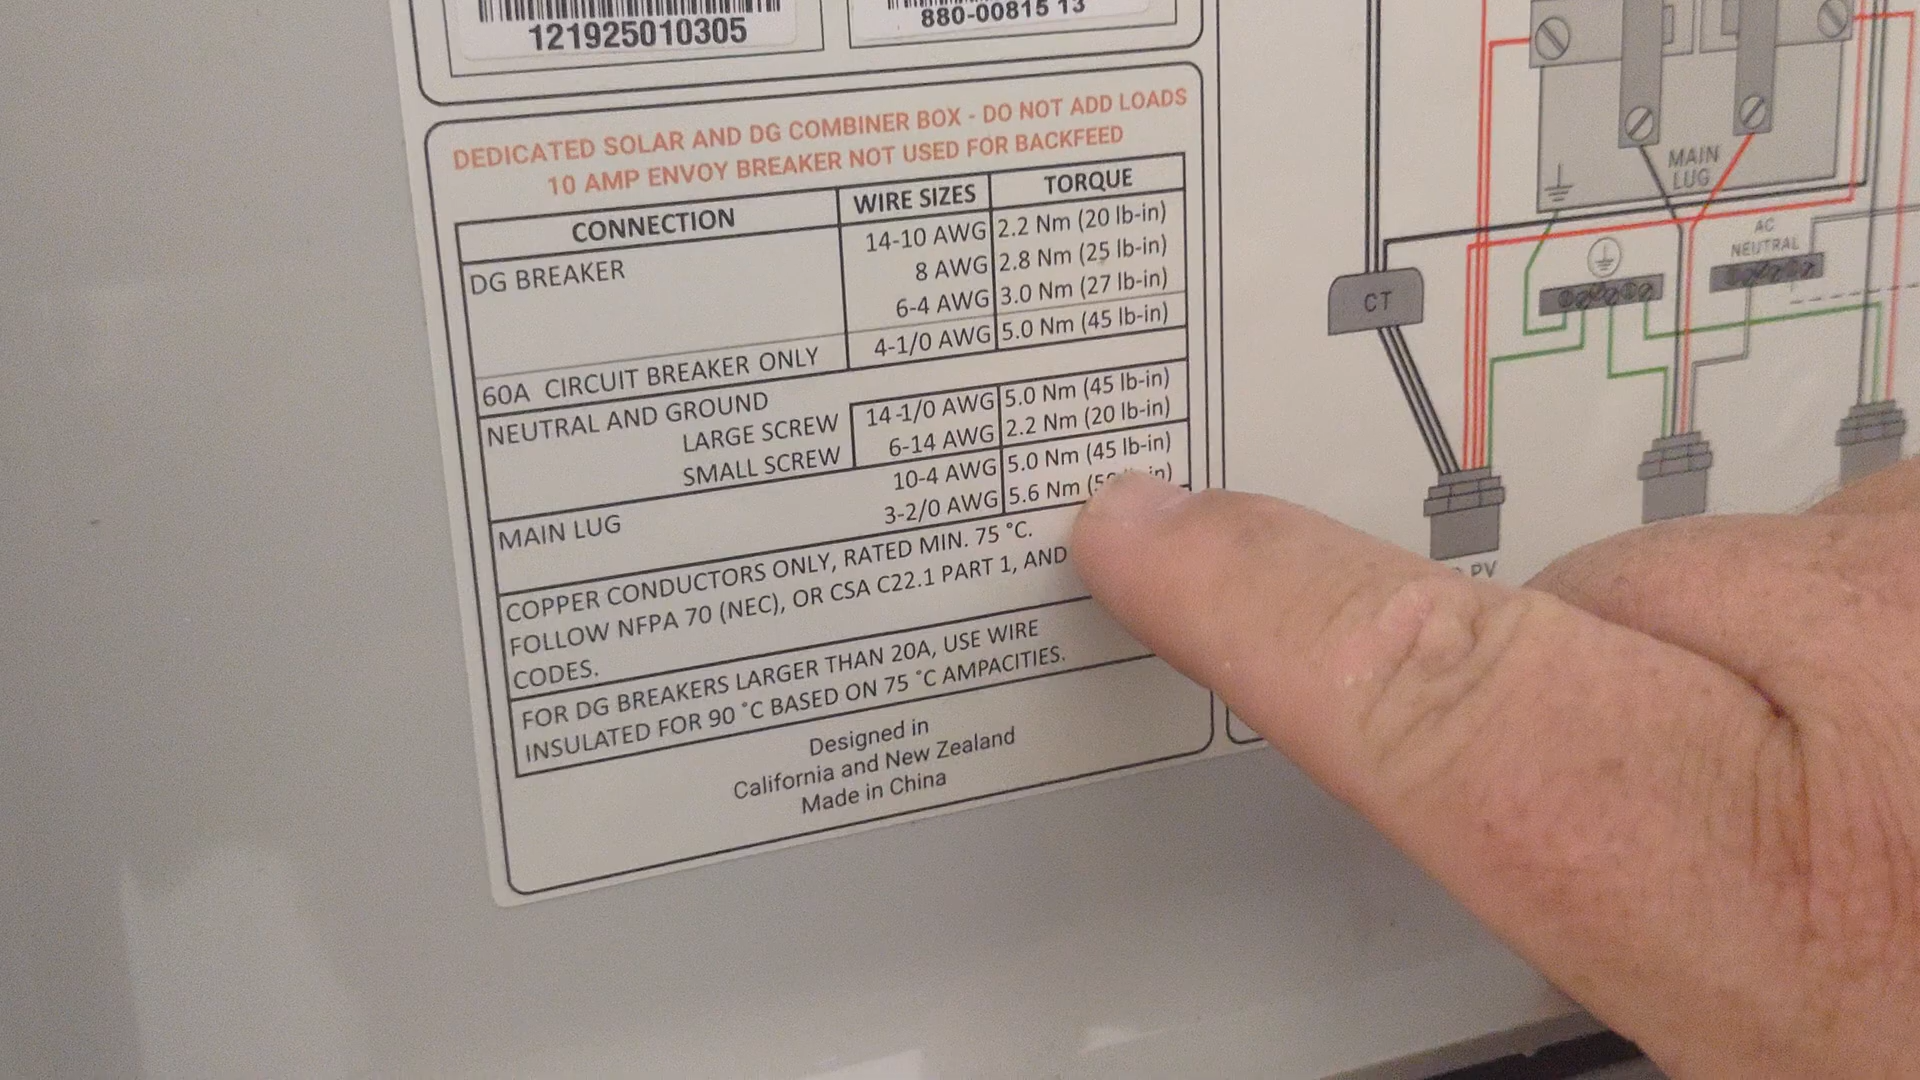 121925010305
880-00815 13
DEDICATED SOLAR AND DG COMBINER BOX - DO NOT ADD LOADS
10 AMP ENVOY BREAKER NOT USED FOR BACKFEED
CONNECTION WIRE SIZES TORQUE
DG BREAKER 14-10 AWG 2.2 Nm (20 lb-in)
8 AWG 2.8 Nm (25 lb-in)
6-4 AWG 3.0 Nm (27 lb-in)
60A CIRCUIT BREAKER ONLY 4-1/0 AWG 5.0 Nm (45 lb-in)
NEUTRAL AND GROUND
LARGE SCREW 14-1/0 AWG 5.0 Nm (45 lb-in)
SMALL SCREW 6-14 AWG 2.2 Nm (20 lb-in)
MAIN LUG 10-4 AWG 5.0 Nm (45 lb-in)
3-2/0 AWG 5.6 Nm
COPPER CONDUCTORS ONLY, RATED MIN. 75 °C.
FOLLOW NFPA 70 (NEC), OR CSA C22.1 PART 1, AND
CODES.
FOR DG BREAKERS LARGER THAN 20A, USE WIRE
INSULATED FOR 90 °C BASED ON 75 °C AMPACITIES.
Designed in
California and New Zealand
Made in China
MAIN
LUG
AC
NEUTRAL
CT
PV